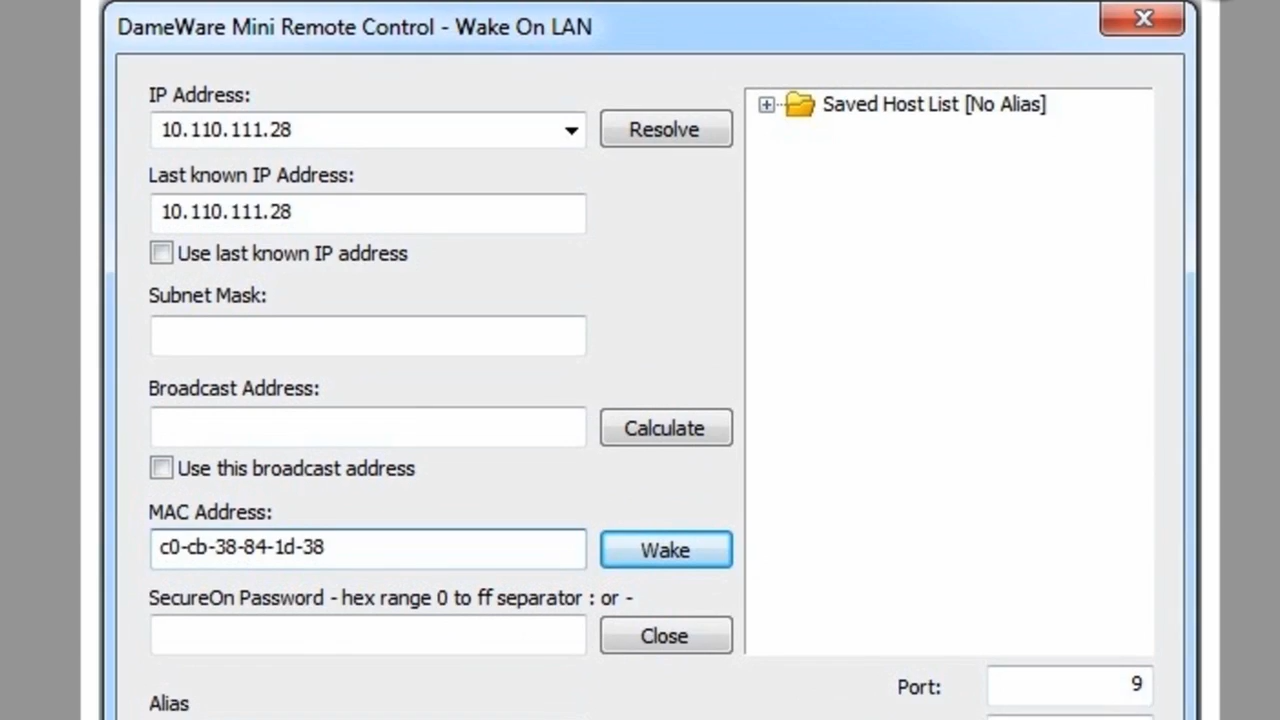 DameWare Mini Remote Control - Wake On LAN
IP Address:
10.110.111.28
Resolve
Last known IP Address:
10.110.111.28
Use last known IP address
Subnet Mask:
Broadcast Address:
Calculate
Use this broadcast address
MAC Address:
c0-cb-38-84-1d-38
Wake
SecureOn Password - hex range 0 to ff separator : or -
Close
Alias
Saved Host List [No Alias]
Port:
9